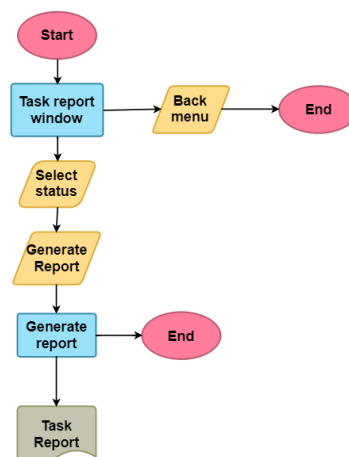 Start
Task report
window
Back
menu
End
Select
status
Generate
Report
Generate
report
End
Task
Report